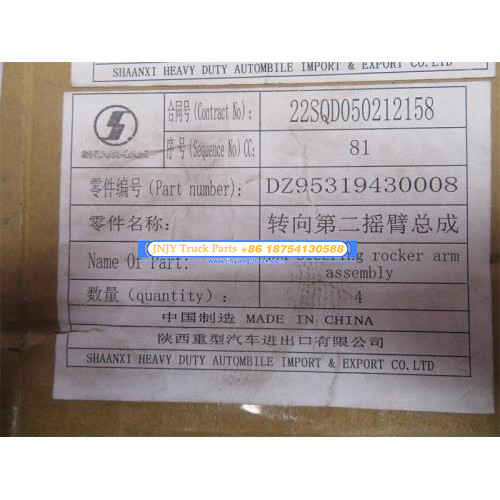 SHAANXI HEAVY DUTY AUTOMBILE IMPORT & EXPORT CO.LTD
合同号(Contract No): 22SQD050212158
序号(Sequence No)CC: 81
零件编号(Part number): DZ95319430008
零件名称: 转向第二摇臂总成
JNJY Truck Parts +86 18754130588
Name Of Part: steering rocker arm
assembly
数量(quantity): 4
中国制造 MADE IN CHINA
陕西重型汽车进出口有限公司
SHAANXI HEAVY DUTY AUTOMBILE IMPORT & EXPORT CO.LTD